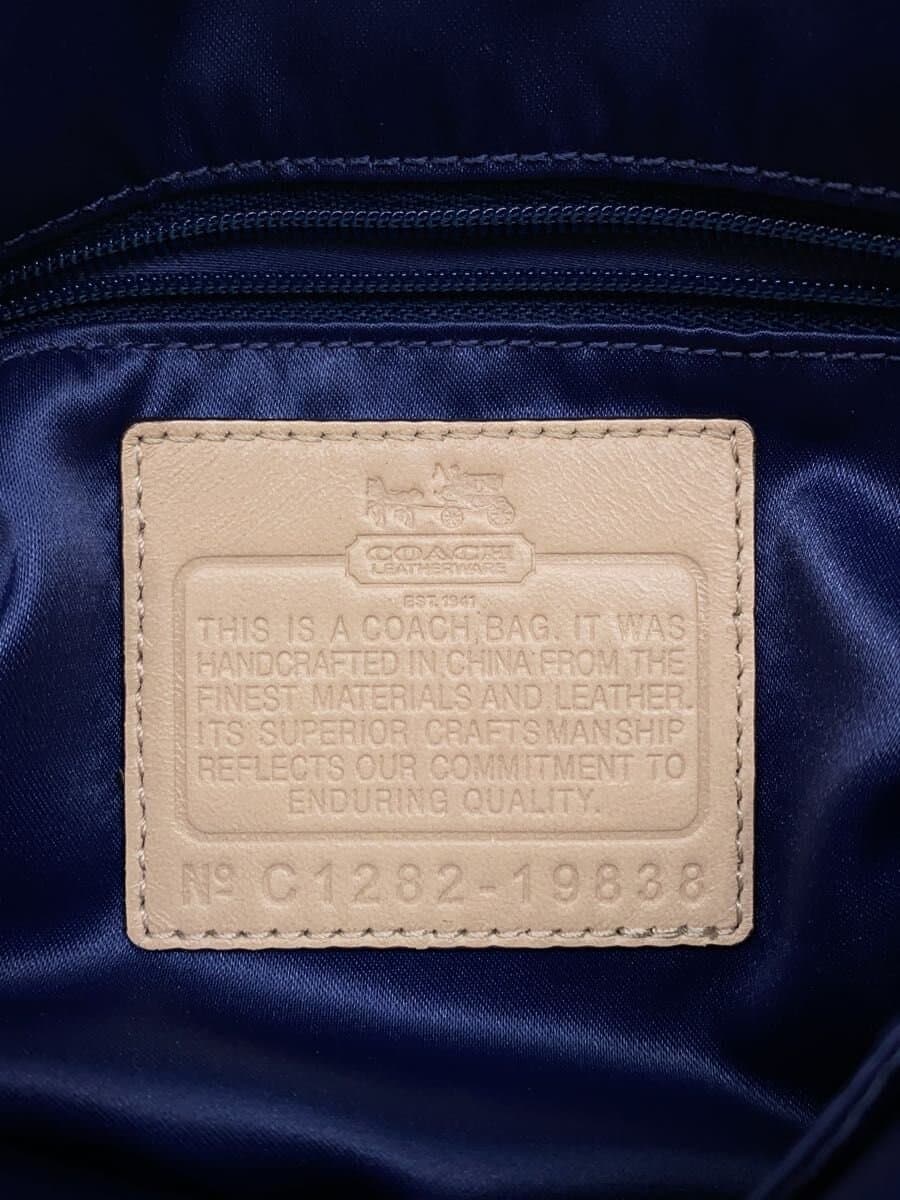 COACH
LEATHERWARE
EST. 1941
THIS IS A COACH BAG. IT WAS
HANDCRAFTED IN CHINA FROM THE
FINEST MATERIALS AND LEATHER.
ITS SUPERIOR CRAFTSMANSHIP
REFLECTS OUR COMMITMENT TO
ENDURING QUALITY.
Nº C1282-19838